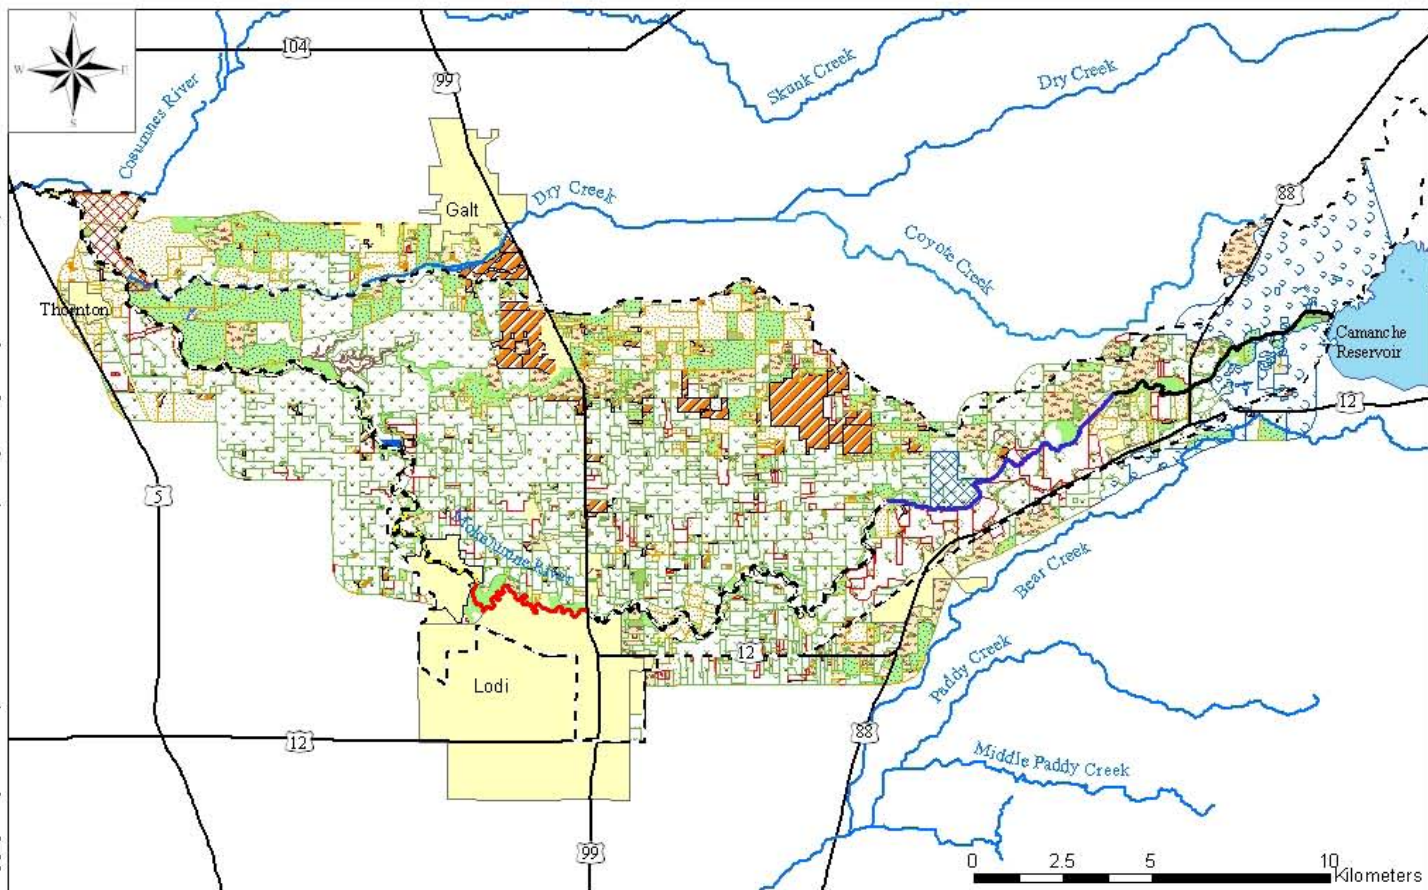 N
W
E
S
104
99
Cosumnes River
Skunk Creek
Dry Creek
88
Dry Creek
Galt
Coyote Creek
Thornton
Camanche
Reservoir
12
5
Mokelumne River
Bear Creek
12
Paddy Creek
Lodi
12
88
Middle Paddy Creek
99
0
2.5
5
10
Kilometers